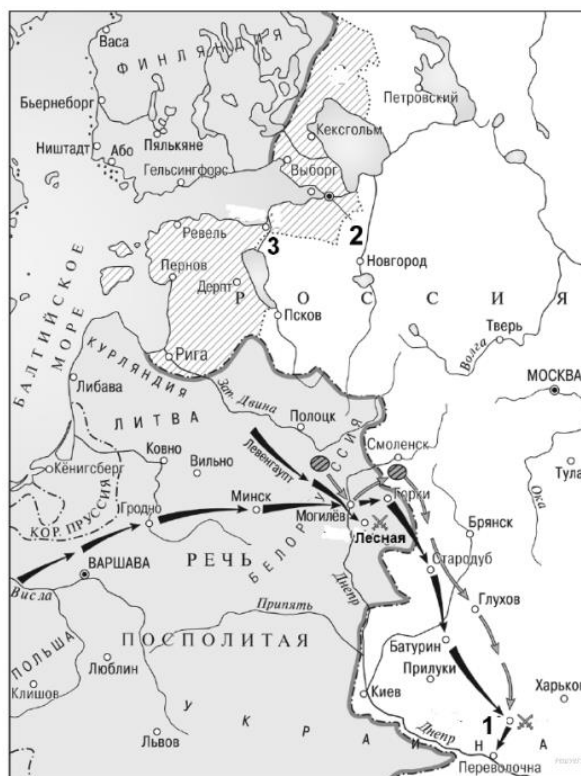 Васа
ФИНЛЯНДИЯ
Бьернеборг
Пялькяне
Ништадт
Або
Гельсингфорс
Петровский
Кексгольм
Выборг
2
Ревель
3
Пернов
Дерпт
Новгород
РОССИЯ
Псков
Тверь
Волга
БАЛТИЙСКОЕ
МОРЕ
Рига
КУРЛЯНДИЯ
Либава
Зап. Двина
МОСКВА
ЛИТВА
Полоцк
Смоленск
Тула
Ока
Ковно
Вильно
Левенгаупт
Кёнигсберг
КОР. ПРУССИЯ
Гродно
Минск
Могилёв
Горки
БЕЛОРУССИЯ
Лесная
Брянск
Висла
ВАРШАВА
РЕЧЬ
Днепр
Стародуб
Припять
Глухов
ПОСПОЛИТАЯ
ПОЛЬША
Люблин
Батурин
Прилуки
Клишов
Киев
Харьков
УКРАИНА
1
Львов
Днепр
Переволочна